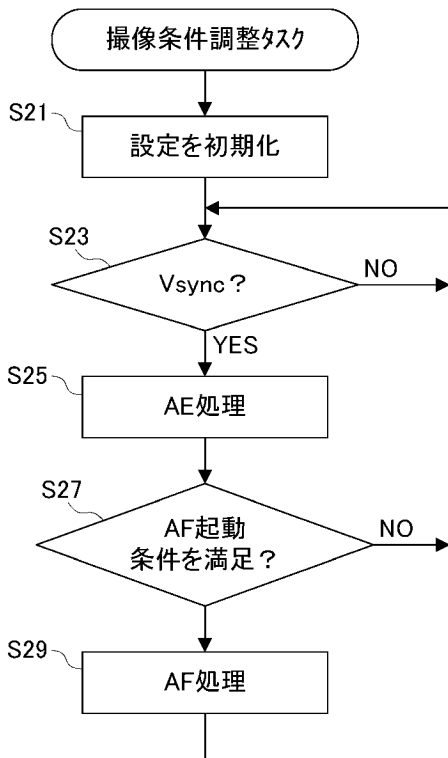 撮像条件調整タスク
S21
設定を初期化
S23
Vsync?
NO
YES
S25
AE処理
S27
AF起動
条件を満足?
NO
S29
AF処理